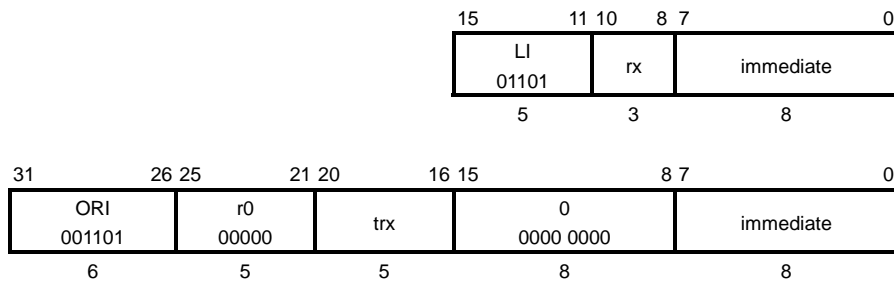 15 11 10 8 7 0
LI
01101
rx
immediate
5 3 8
31 26 25 21 20 16 15 8 7 0
ORI
001101
r0
00000
trx
0
0000 0000
immediate
6 5 5 8 8